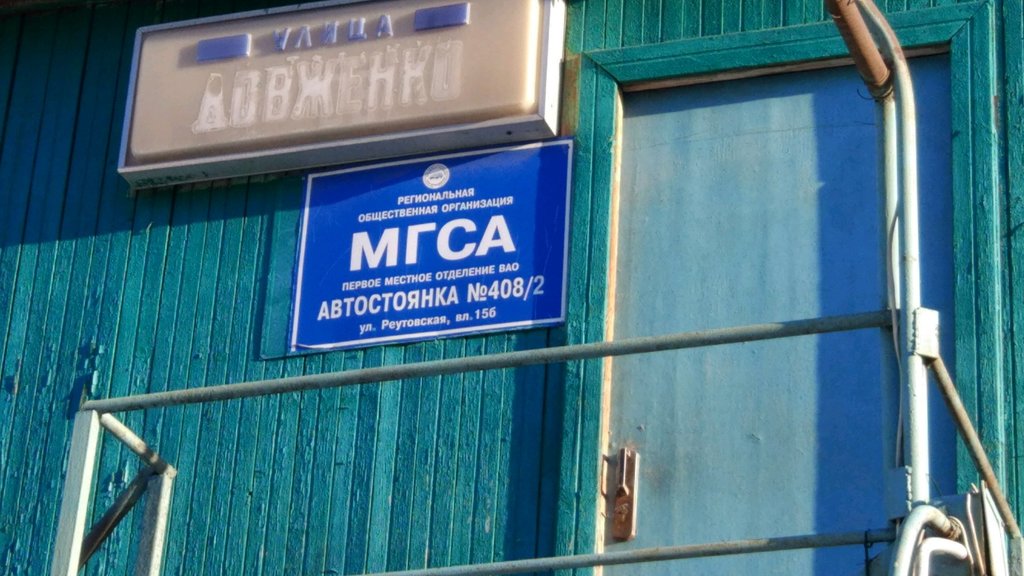 УЛИЦА
ДОВЖЕНКО
РЕГИОНАЛЬНАЯ
ОБЩЕСТВЕННАЯ ОРГАНИЗАЦИЯ
МГСА
ПЕРВОЕ МЕСТНОЕ ОТДЕЛЕНИЕ ВАО
АВТОСТОЯНКА №408/2
ул. Реутовская, вл.15б